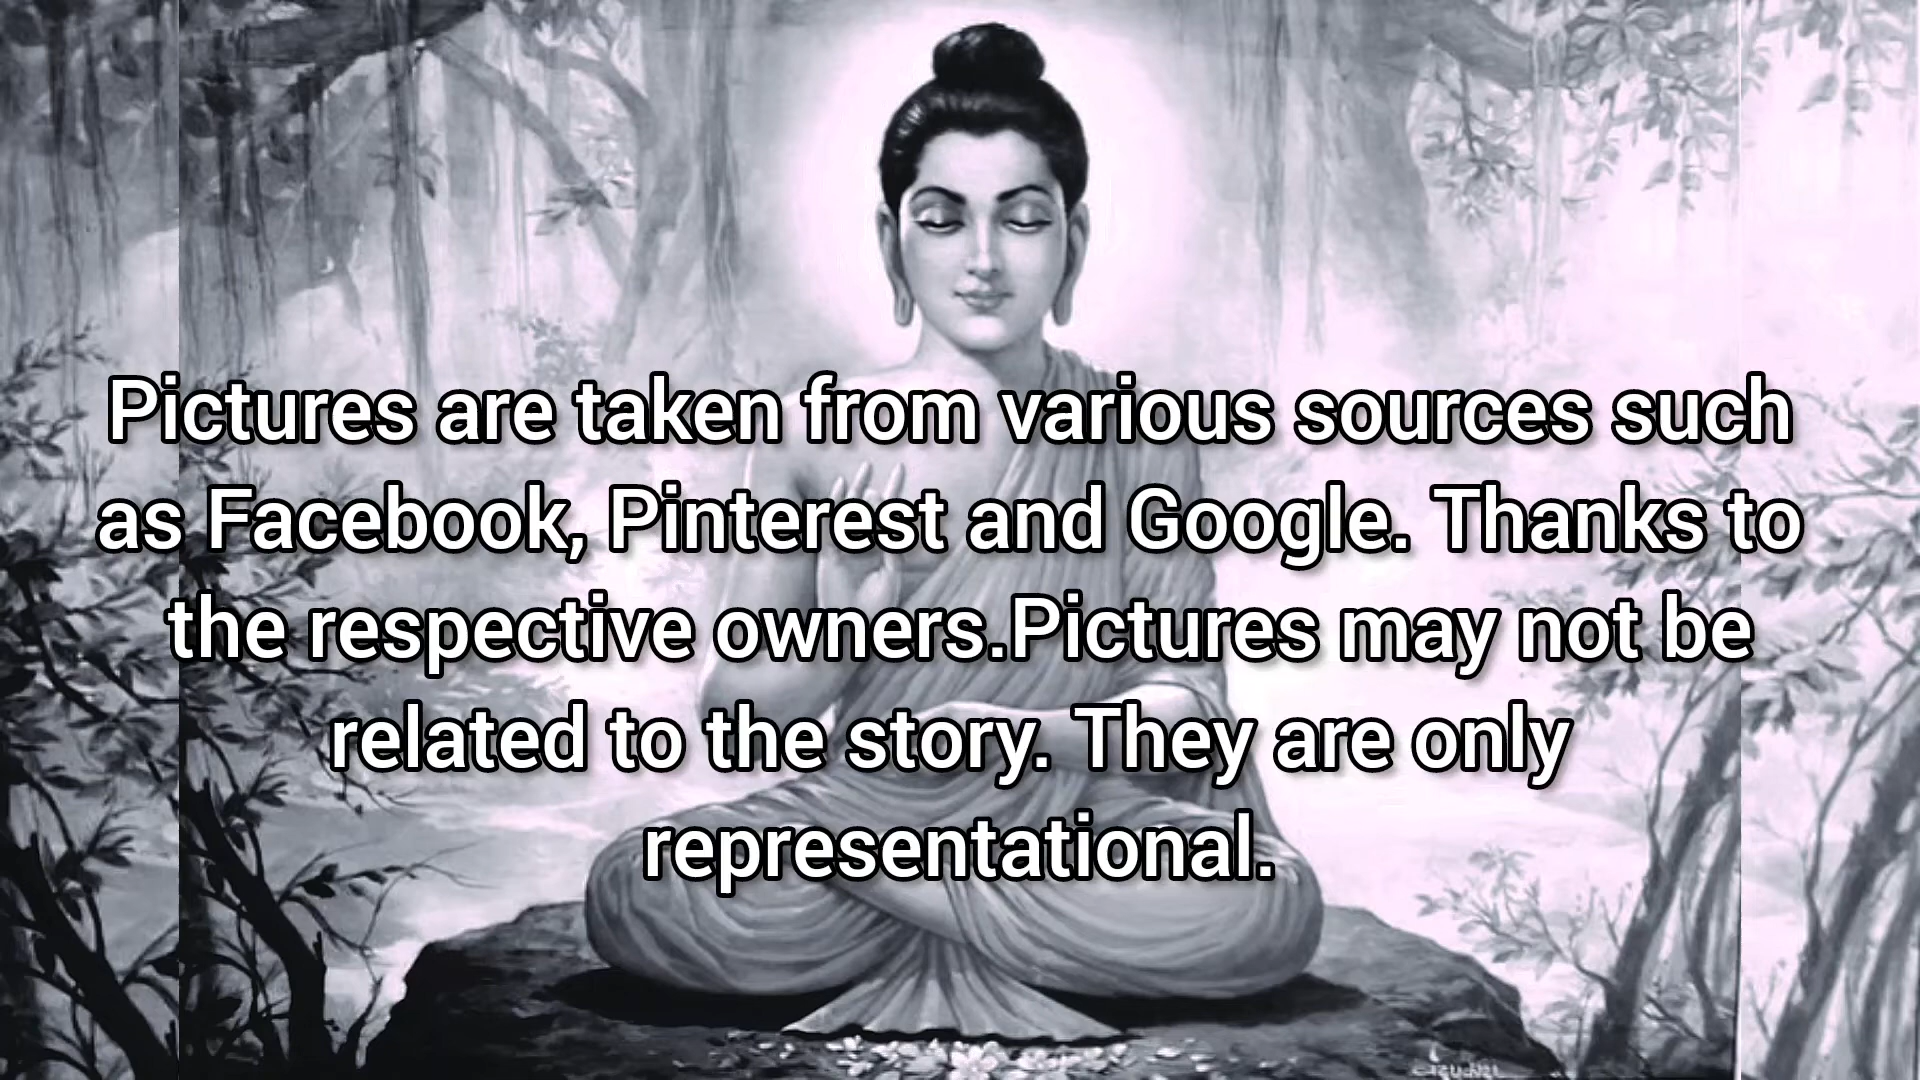 Pictures are taken from various sources such
as Facebook, Pinterest and Google. Thanks to
the respective owners.Pictures may not be
related to the story. They are only
representational.